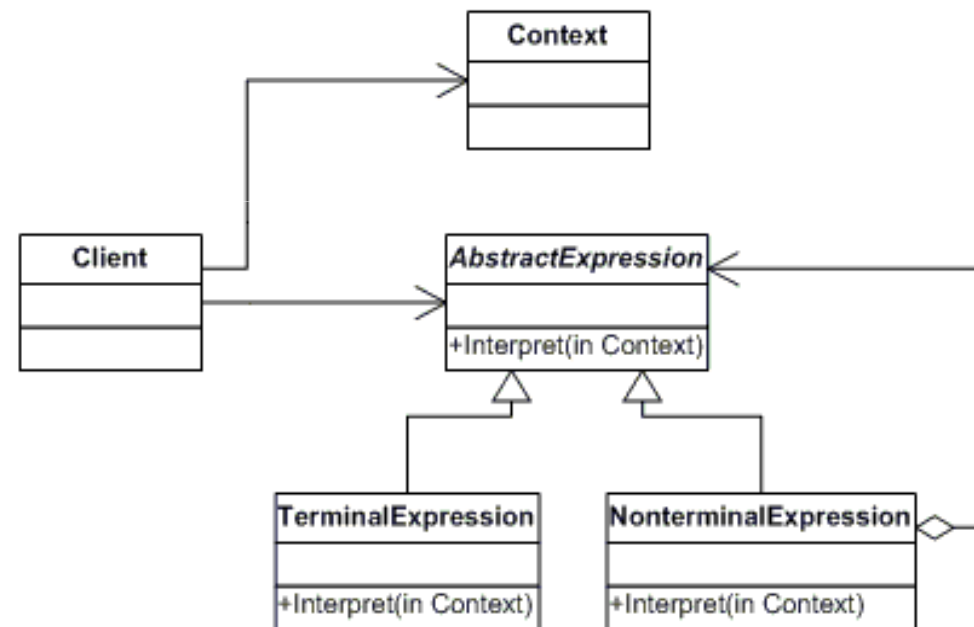 Context
Client
AbstractExpression
+Interpret(in Context)
TerminalExpression
+Interpret(in Context)
NonterminalExpression
+Interpret(in Context)